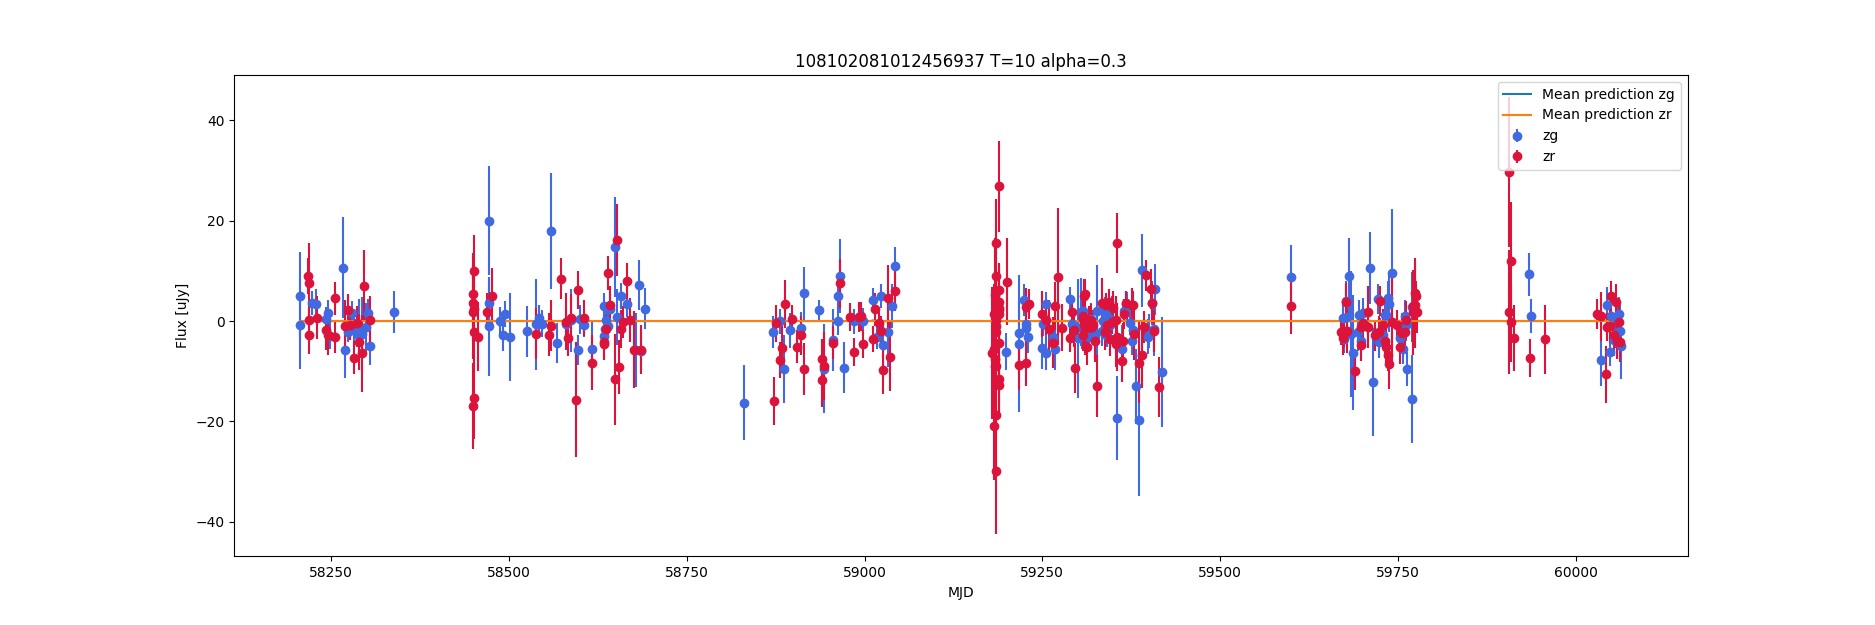 108102081012456937 T=10 alpha=0.3
Mean prediction zg
Mean prediction zr
zg
zr
Flux [uJy]
40
20
0
−20
−40
58250 58500 58750 59000 59250 59500 59750 60000
MJD